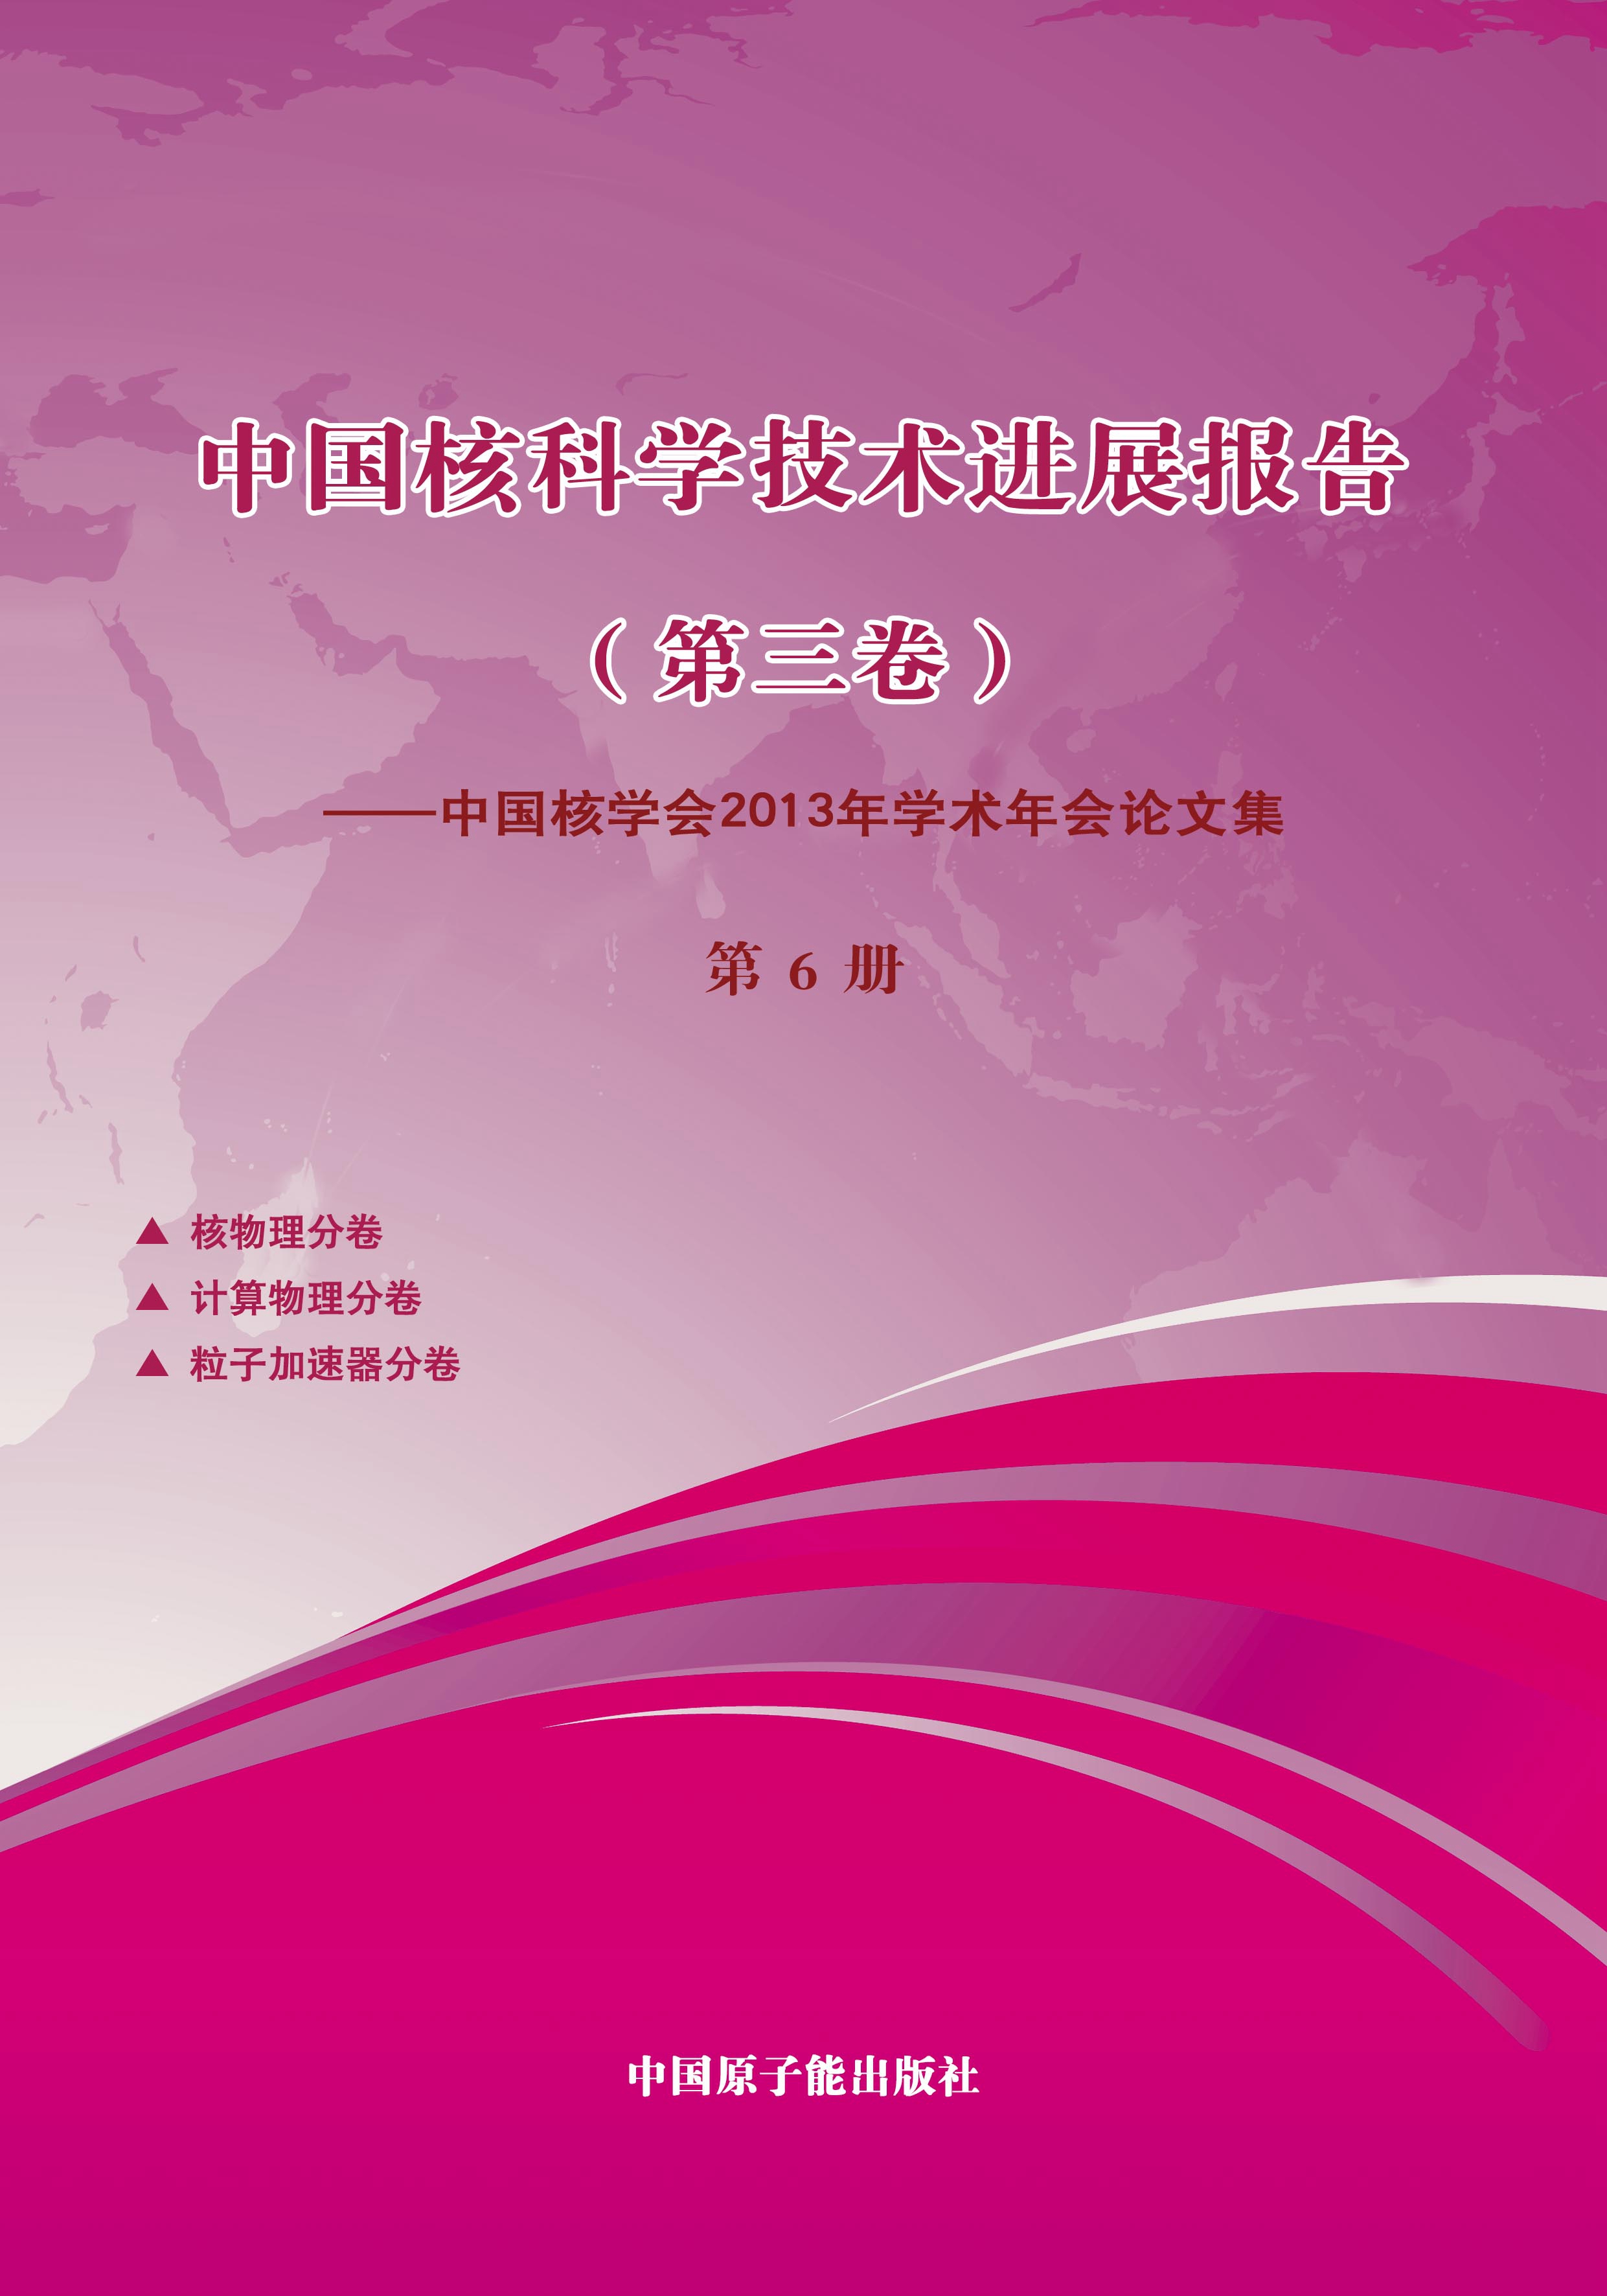 中国核科学技术进展报告
（第三卷）
——中国核学会2013年学术年会论文集
第 6 册
▲ 核物理分卷
▲ 计算物理分卷
▲ 粒子加速器分卷
中国原子能出版社